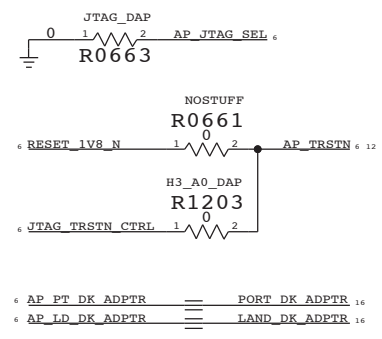 JTAG_DAP
0 1 2 AP_JTAG_SEL 6
R0663
NOSTUFF
R0661
0
6 RESET_1V8_N 1 2 AP_TRSTN 6 12
H3_A0_DAP
R1203
0
6 JTAG_TRSTN_CTRL 1 2
6 AP_PT_DK_ADPTR PORT_DK_ADPTR 16
6 AP_LD_DK_ADPTR LAND_DK_ADPTR 16